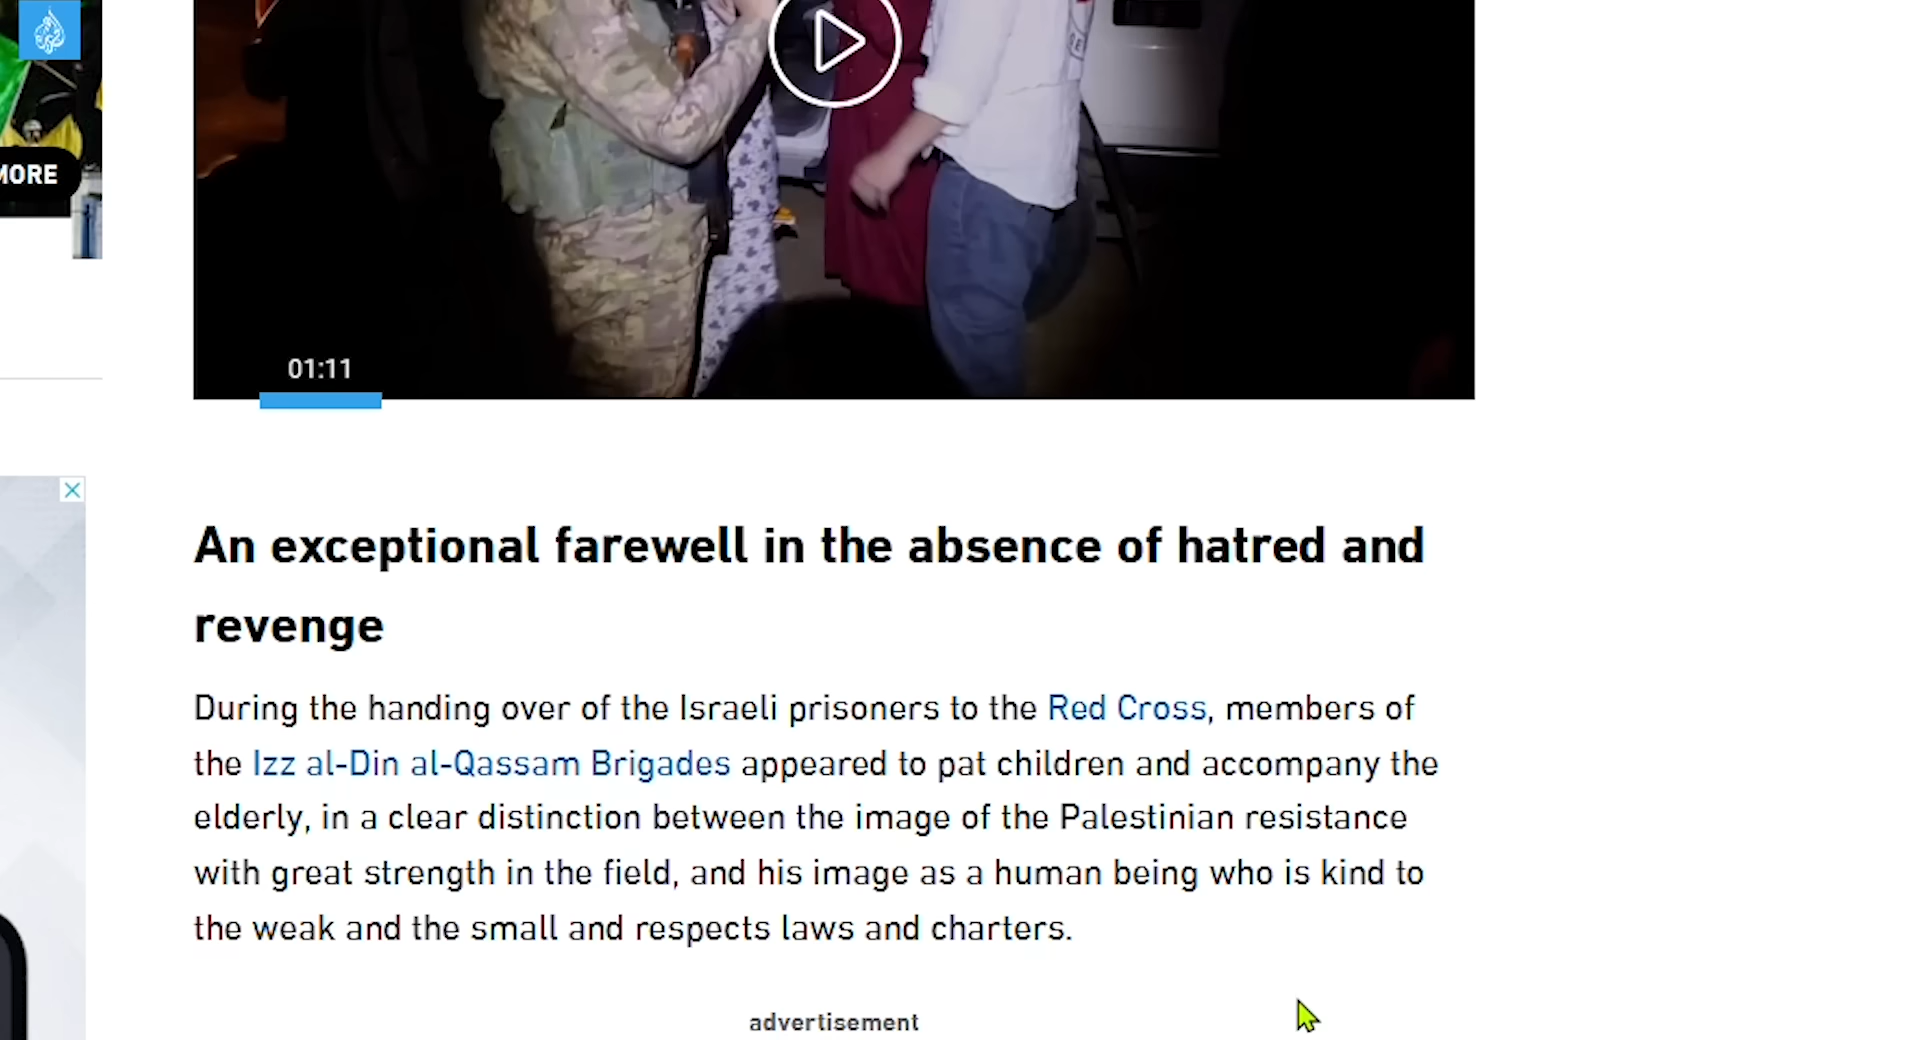 MORE
01:11
An exceptional farewell in the absence of hatred and
revenge
During the handing over of the Israeli prisoners to the Red Cross, members of
the Izz al-Din al-Qassam Brigades appeared to pat children and accompany the
elderly, in a clear distinction between the image of the Palestinian resistance
with great strength in the field, and his image as a human being who is kind to
the weak and the small and respects laws and charters.
advertisement